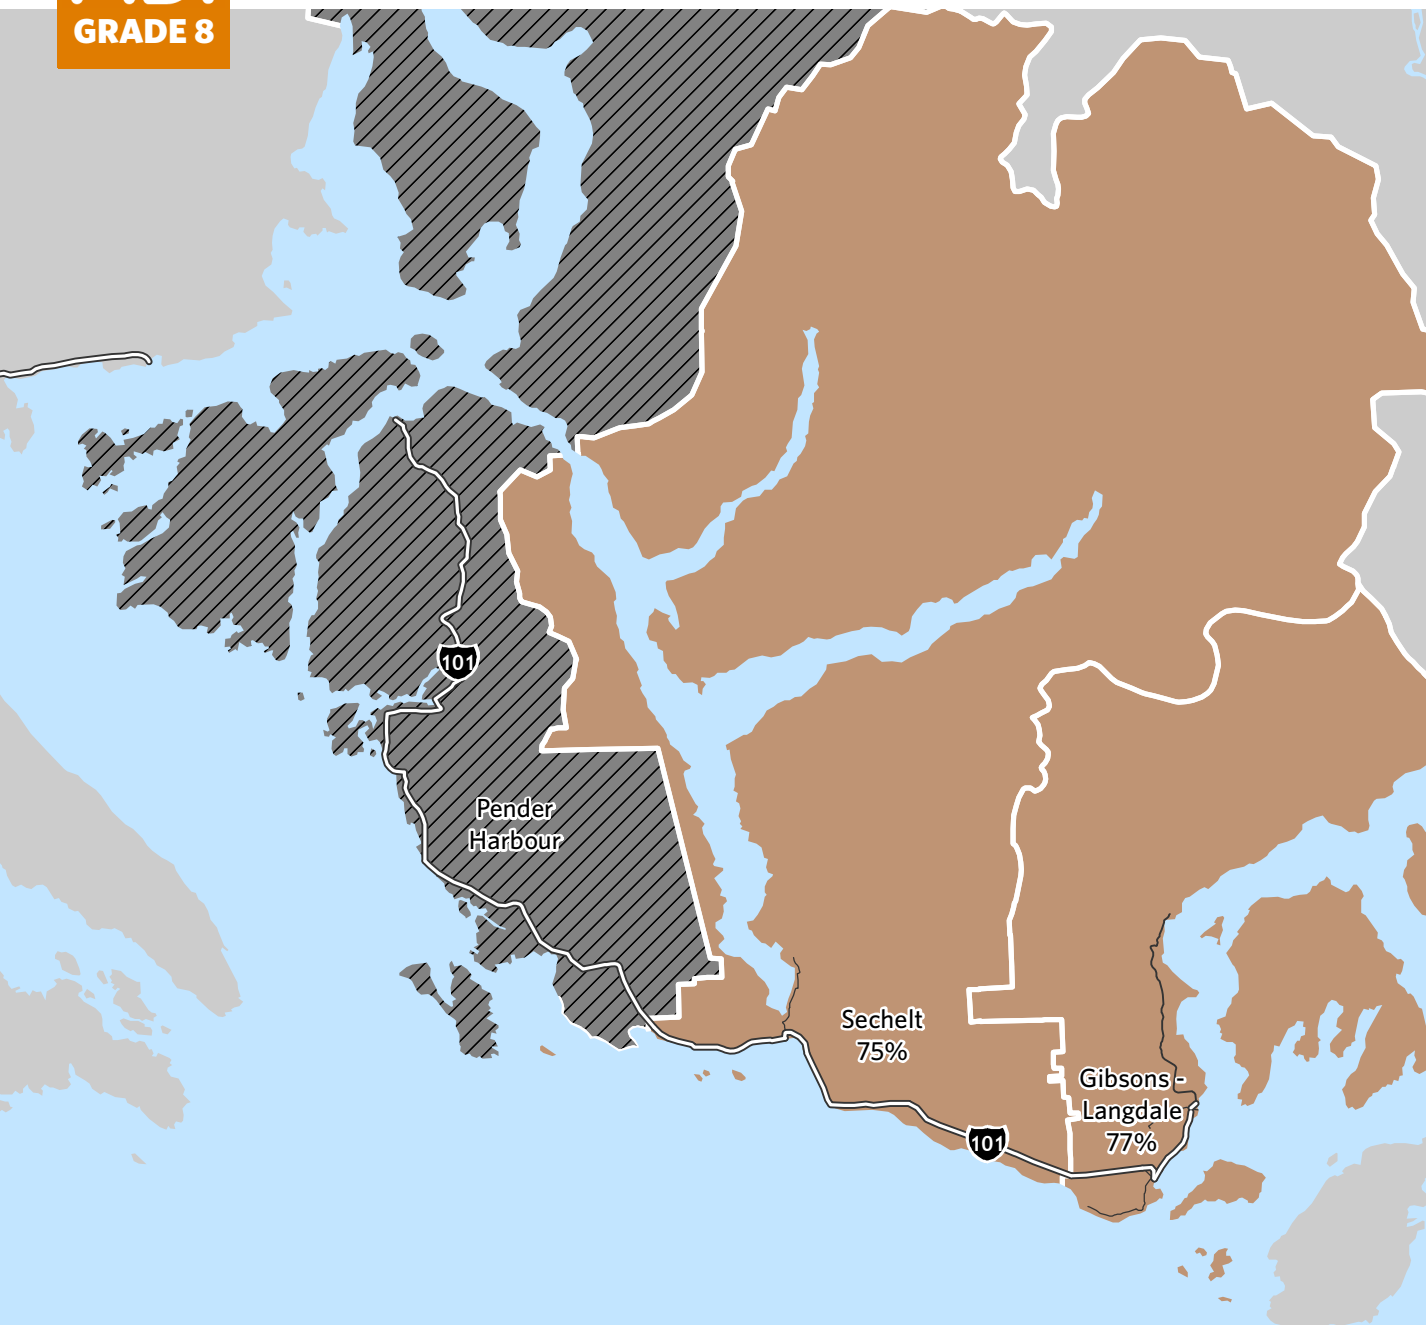 GRADE 8
101
Pender
Harbour
Sechelt
75%
Gibsons -
Langdale
77%
101